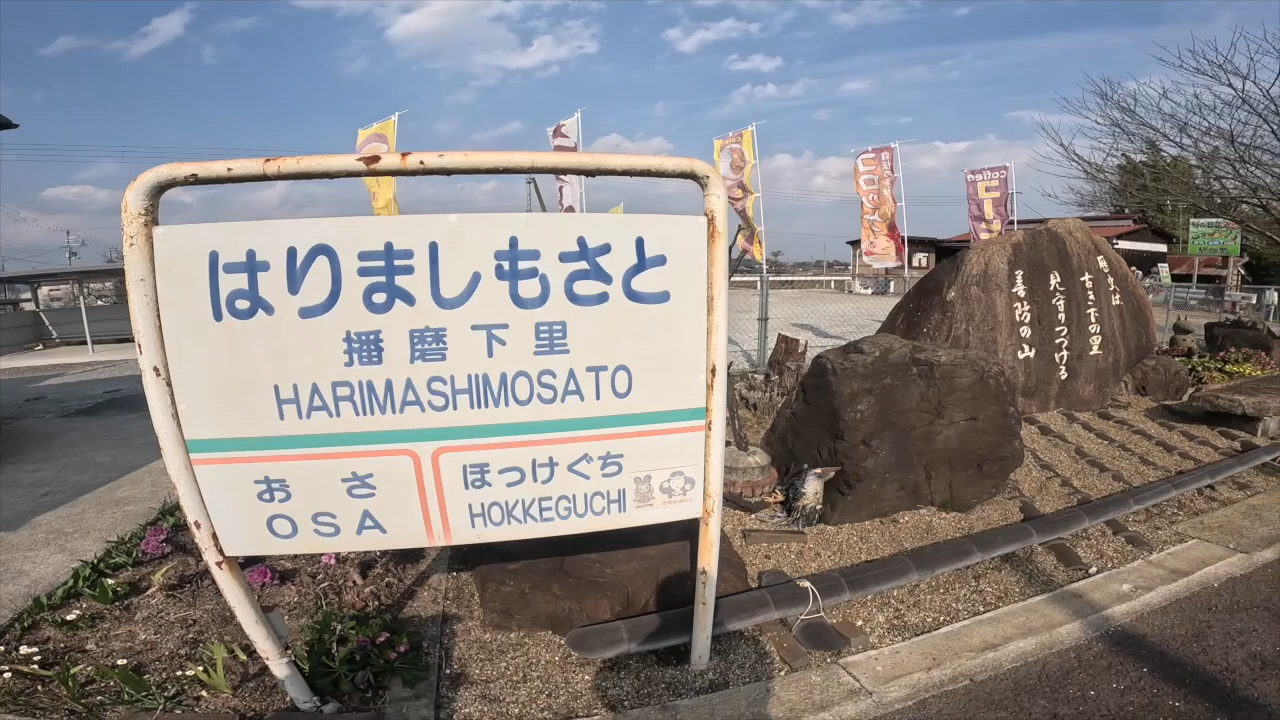 はりましもさと
播磨下里
HARIMASHIMOSATO
おさ
OSA
ほっけぐち
HOKKEGUCHI
歴史は
古き下の里
見守りつづける
善防の山
coffee